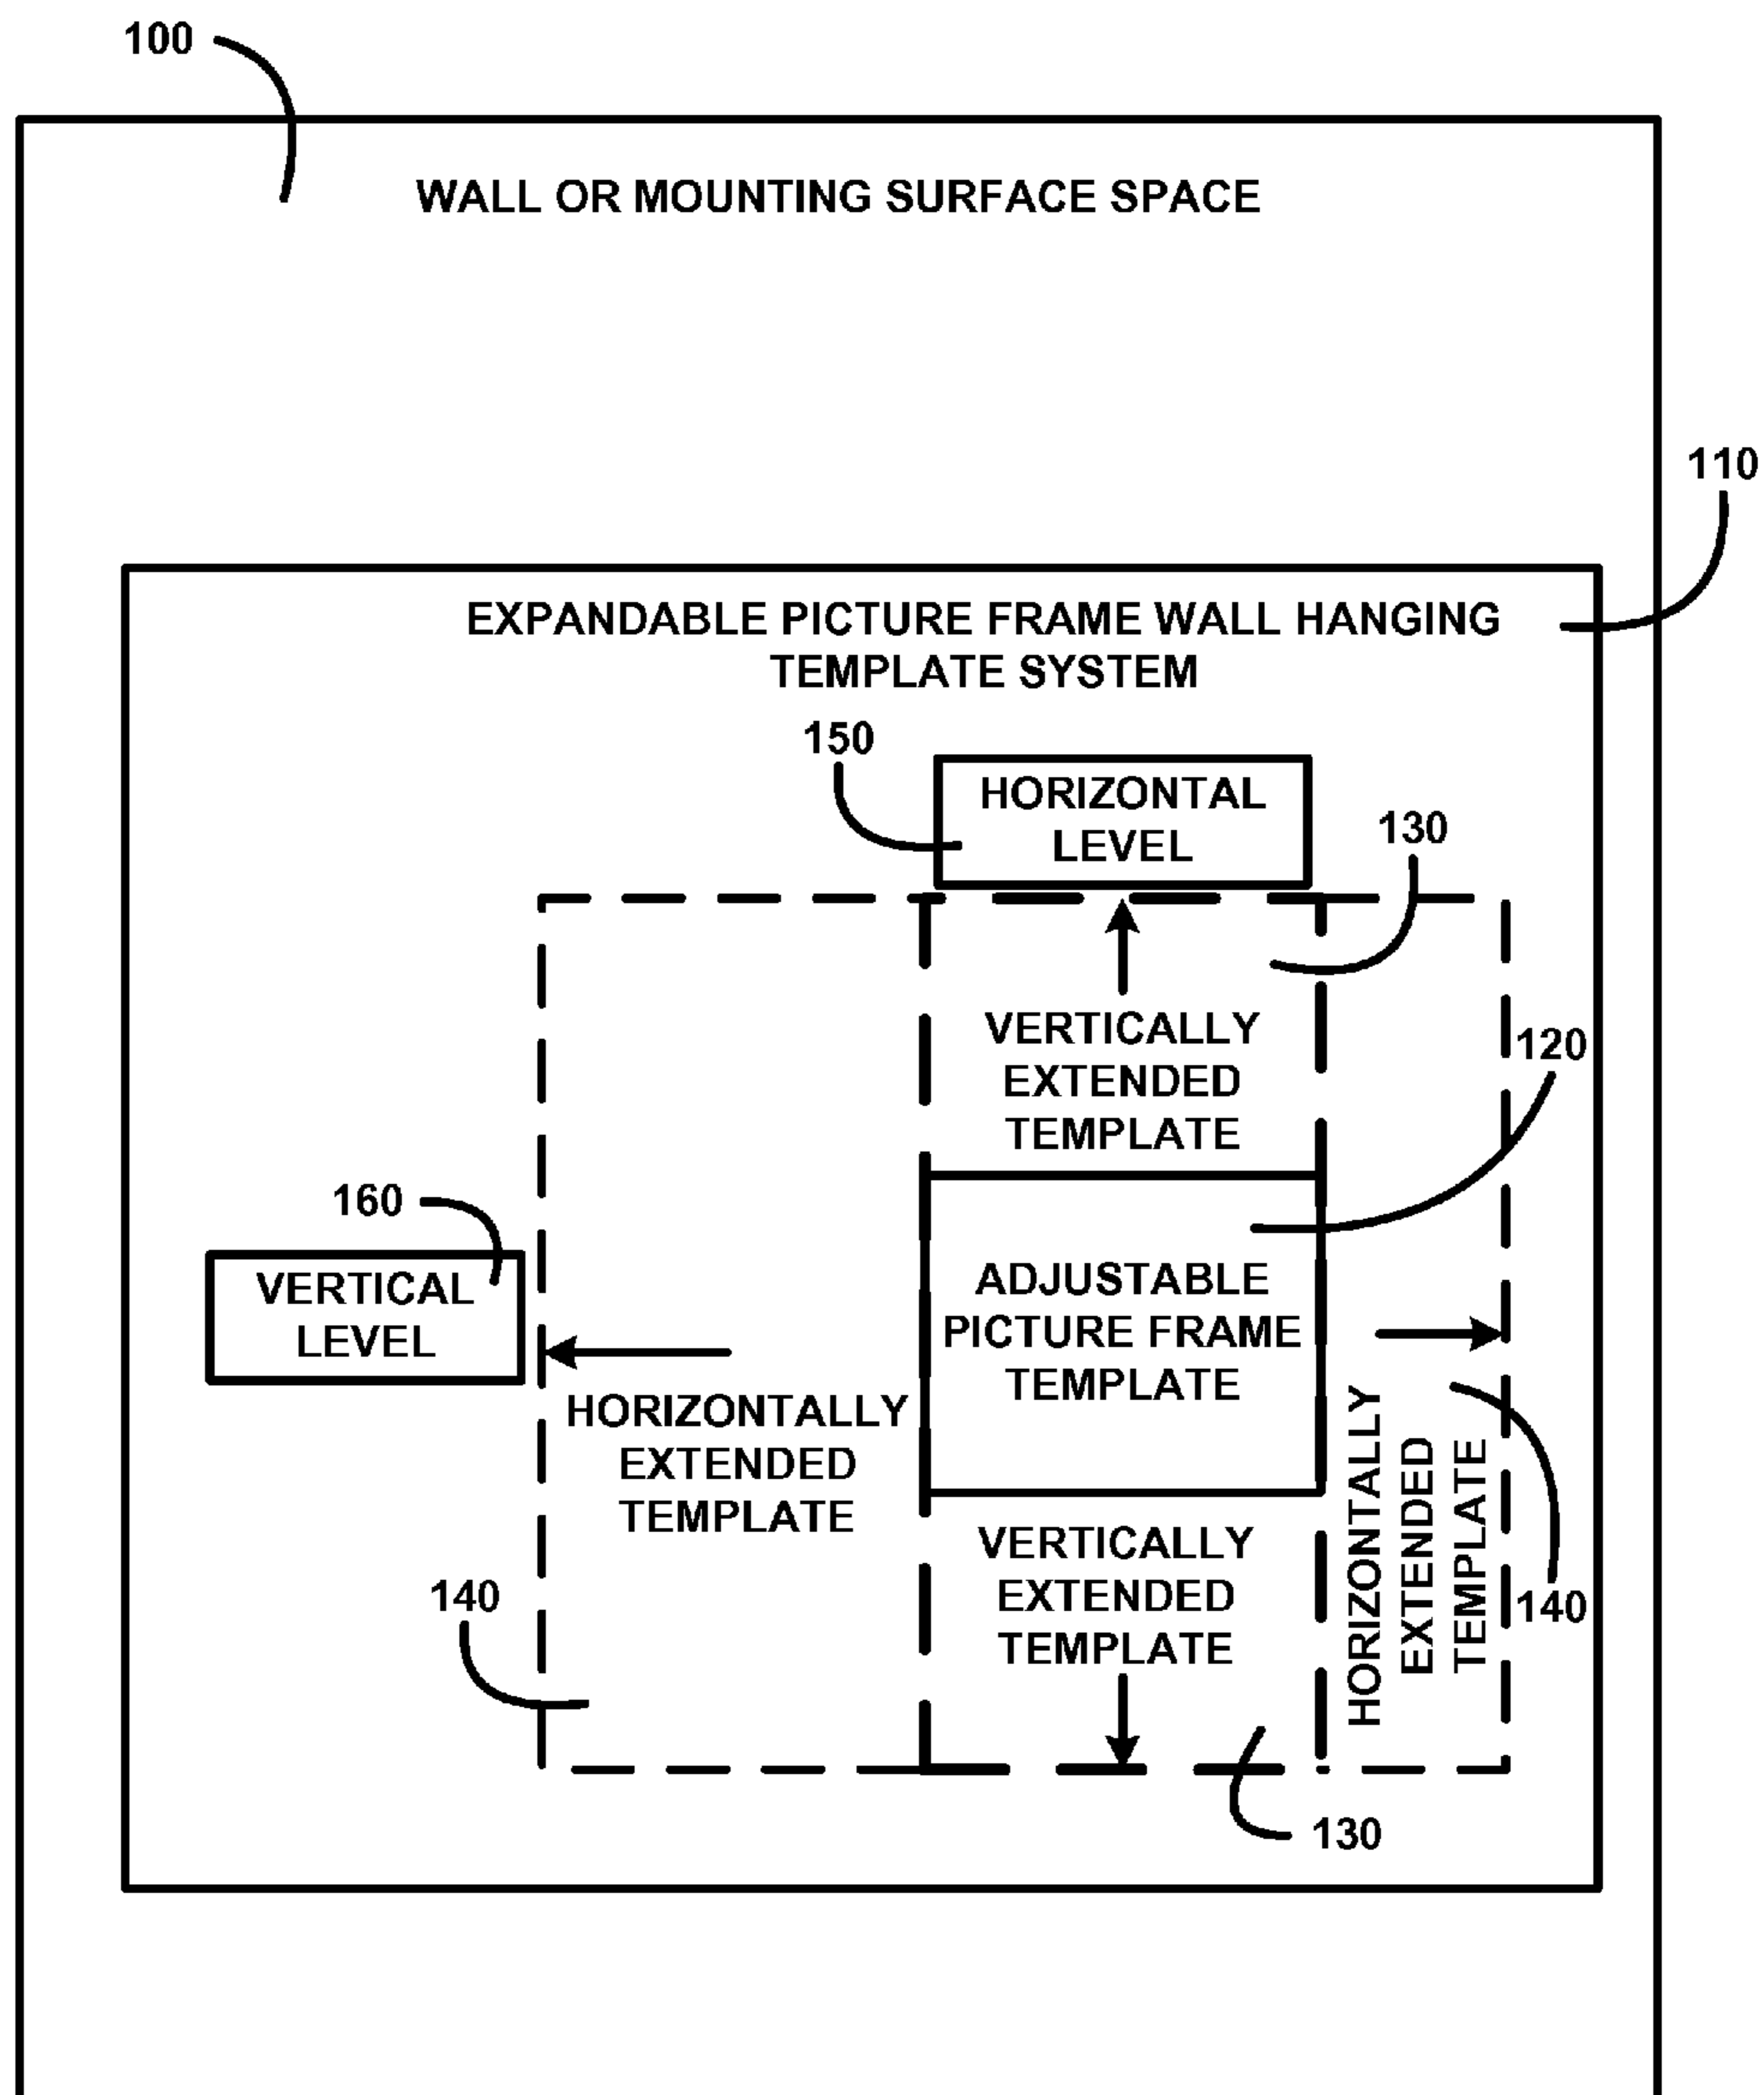 100
WALL OR MOUNTING SURFACE SPACE
110
EXPANDABLE PICTURE FRAME WALL HANGING
TEMPLATE SYSTEM
150
HORIZONTAL
LEVEL
130
VERTICALLY
EXTENDED
TEMPLATE
120
160
VERTICAL
LEVEL
ADJUSTABLE
PICTURE FRAME
TEMPLATE
HORIZONTALLY
EXTENDED
TEMPLATE
HORIZONTALLY
EXTENDED
TEMPLATE
VERTICALLY
EXTENDED
TEMPLATE
140
140
130